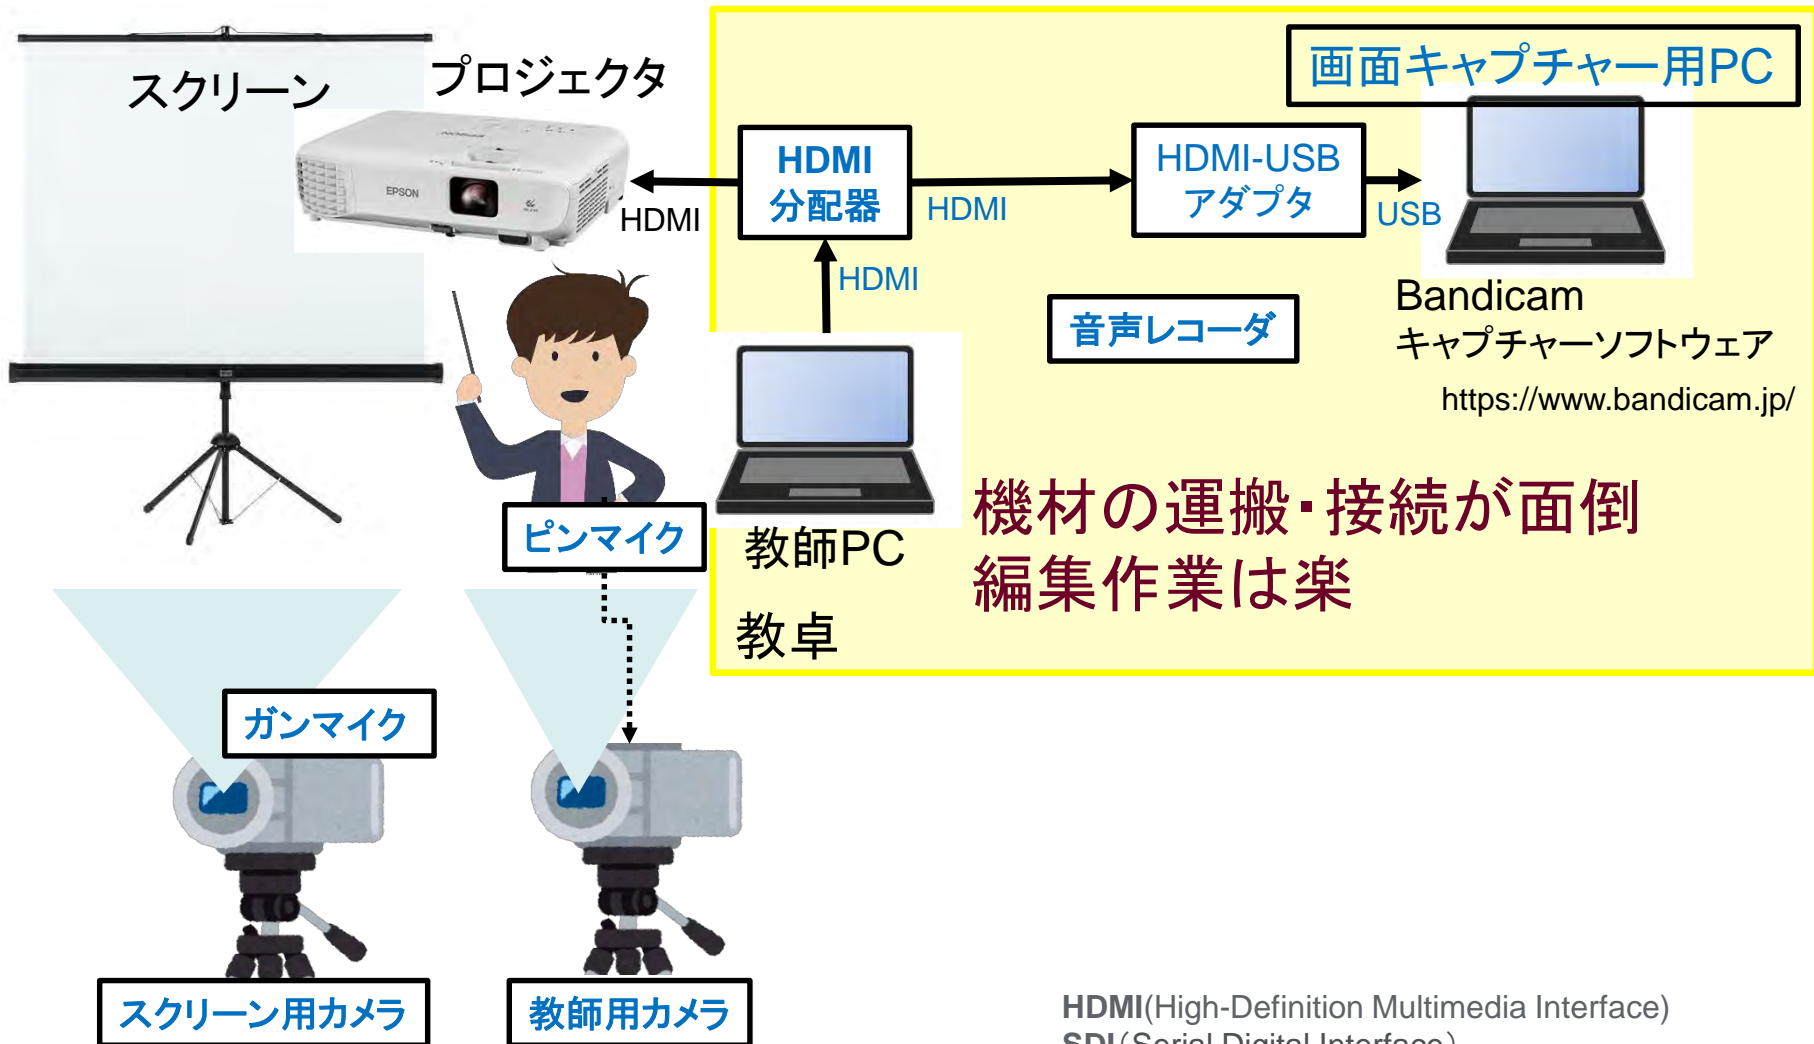 スクリーン
プロジェクタ
EPSON
HDMI
HDMI
分配器
HDMI
HDMI
HDMI-USB
アダプタ
USB
画面キャプチャー用PC
Bandicam
キャプチャーソフトウェア
https://www.bandicam.jp/
音声レコーダ
ピンマイク
教師PC
機材の運搬・接続が面倒
編集作業は楽
教卓
ガンマイク
スクリーン用カメラ
教師用カメラ
HDMI(High-Definition Multimedia Interface)
SDI(Serial Digital Interface)